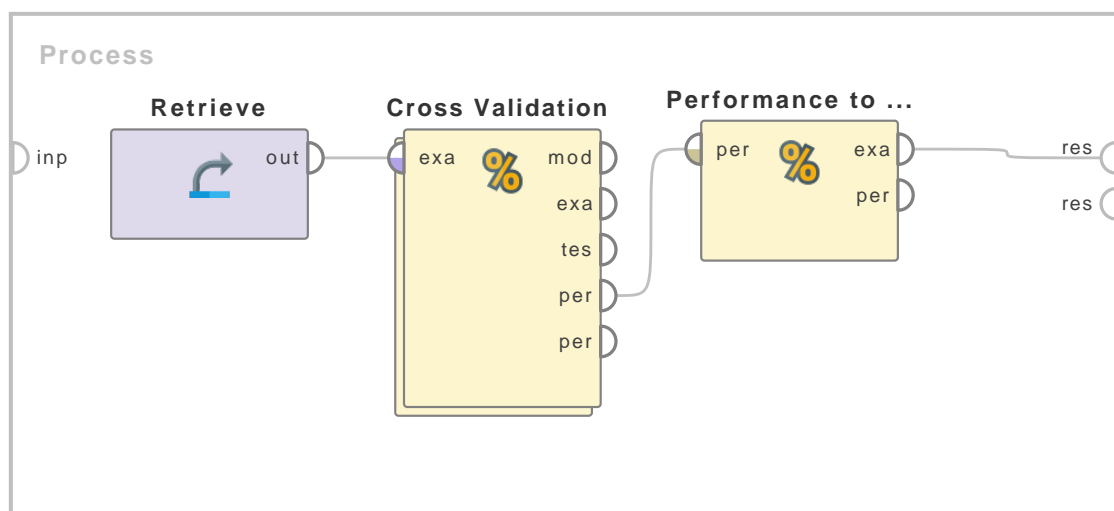 Process
Retrieve
Cross Validation
Performance to ...
inp
out
exa
mod
exa
tes
per
per
per
exa
per
res
res